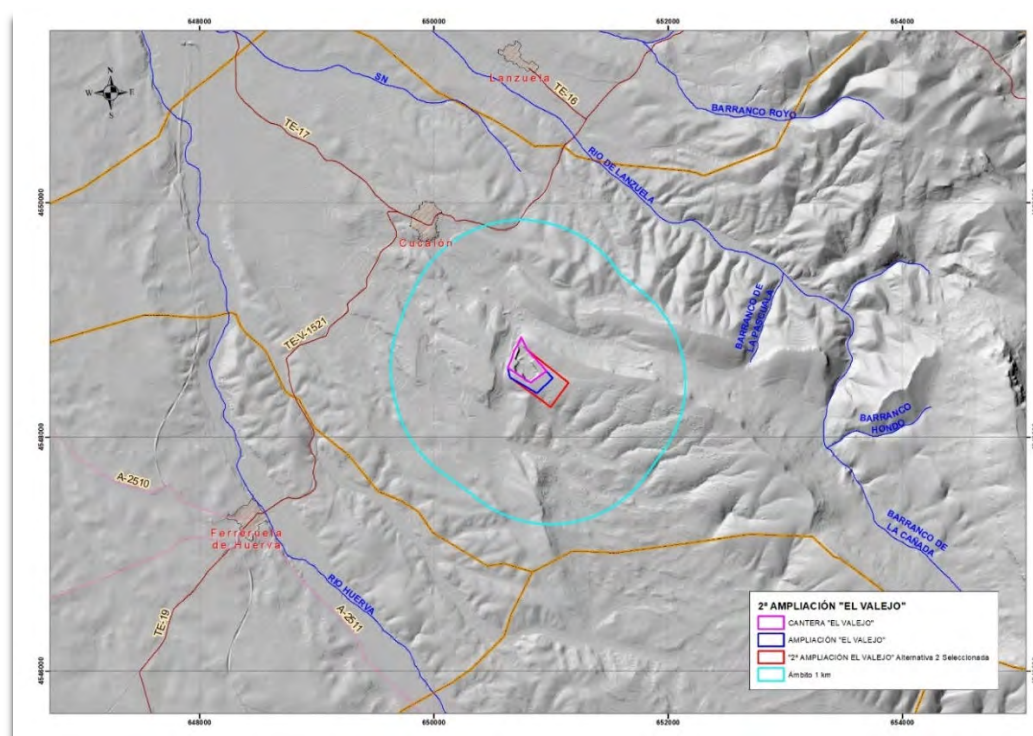 648000 650000 652000 654000
N
W E
S
Lanzuela
SN
TE-16
BARRANCO ROYO
TE-17
RIO DE LANZUELA
4550000
Cucalón
BARRANCO DE
LA PASCUALA
TE-V-1521
4548000
BARRANCO
HONDO
A-2510
Ferreruela
de Huerva
BARRANCO DE
LA CAÑADA
RIO HUERVA
A-2511
TE-19
2ª AMPLIACIÓN "EL VALEJO"
CANTERA "EL VALEJO"
AMPLIACIÓN "EL VALEJO"
"2ª AMPLIACIÓN EL VALEJO" Alternativa 2 Seleccionada
Ámbito 1 km
648000 650000 652000 654000